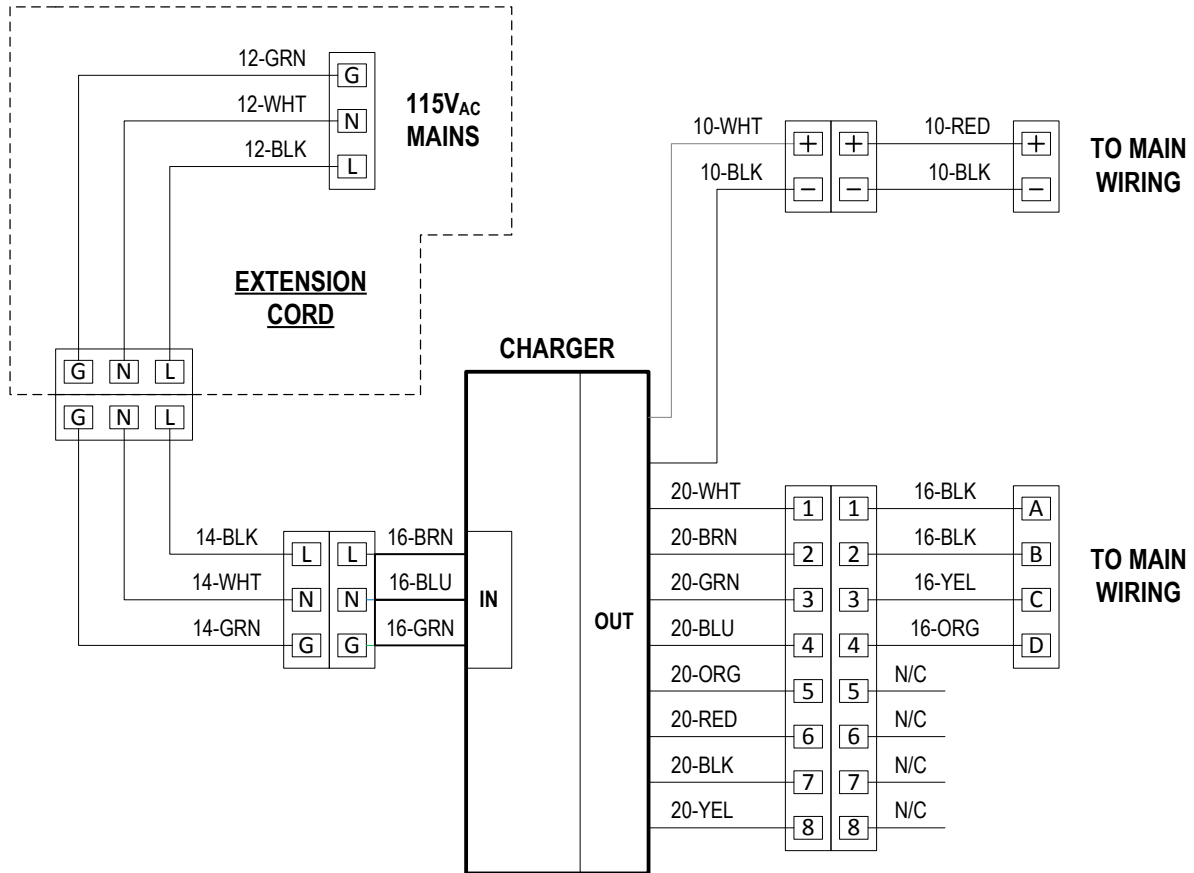 12-GRN
G
12-WHT
N
12-BLK
L
115VAC
MAINS
EXTENSION
CORD
G N L
G N L
14-BLK
L L
16-BRN
14-WHT
N N
16-BLU
14-GRN
G G
16-GRN
CHARGER
IN
OUT
10-WHT
+ +
10-RED
+
10-BLK
− −
10-BLK
−
TO MAIN
WIRING
20-WHT
1 1
16-BLK
A
20-BRN
2 2
16-BLK
B
20-GRN
3 3
16-YEL
C
20-BLU
4 4
16-ORG
D
TO MAIN
WIRING
20-ORG
5 5
N/C
20-RED
6 6
N/C
20-BLK
7 7
N/C
20-YEL
8 8
N/C